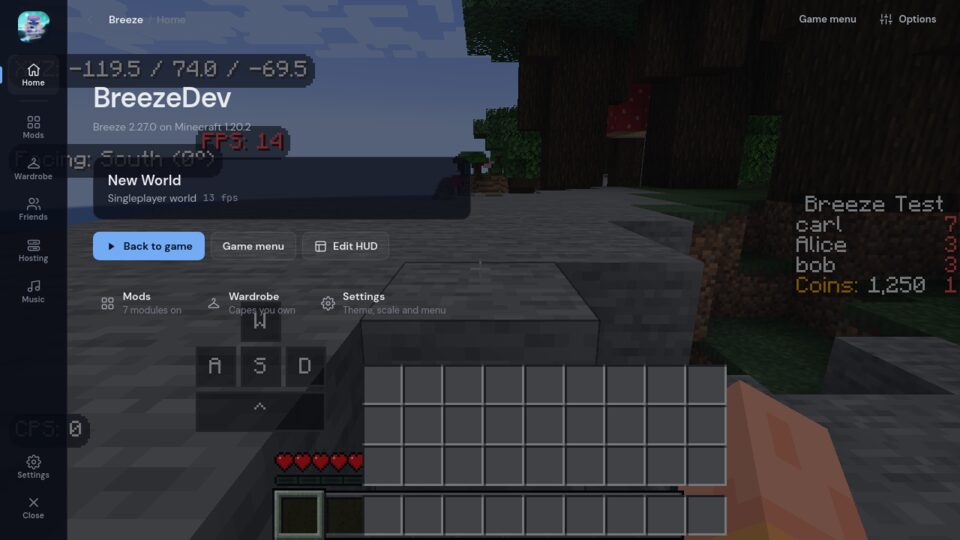 Breeze / Home
Game menu
Options
Home
XYZ: -119.5 / 74.0 / -69.5
BreezeDev
Breeze 2.27.0 on Minecraft 1.20.2
FPS: 14
Mods
Facing: South (0°)
Wardrobe
New World
Singleplayer world 13 fps
Friends
Breeze Test
carl 7
Alice 3
bob 3
Coins: 1,250 1
Back to game
Game menu
Edit HUD
Hosting
Music
Mods
7 modules on
Wardrobe
Capes you own
Settings
Theme, scale and menu
W
A S D
^
CPS: 0
Settings
Close